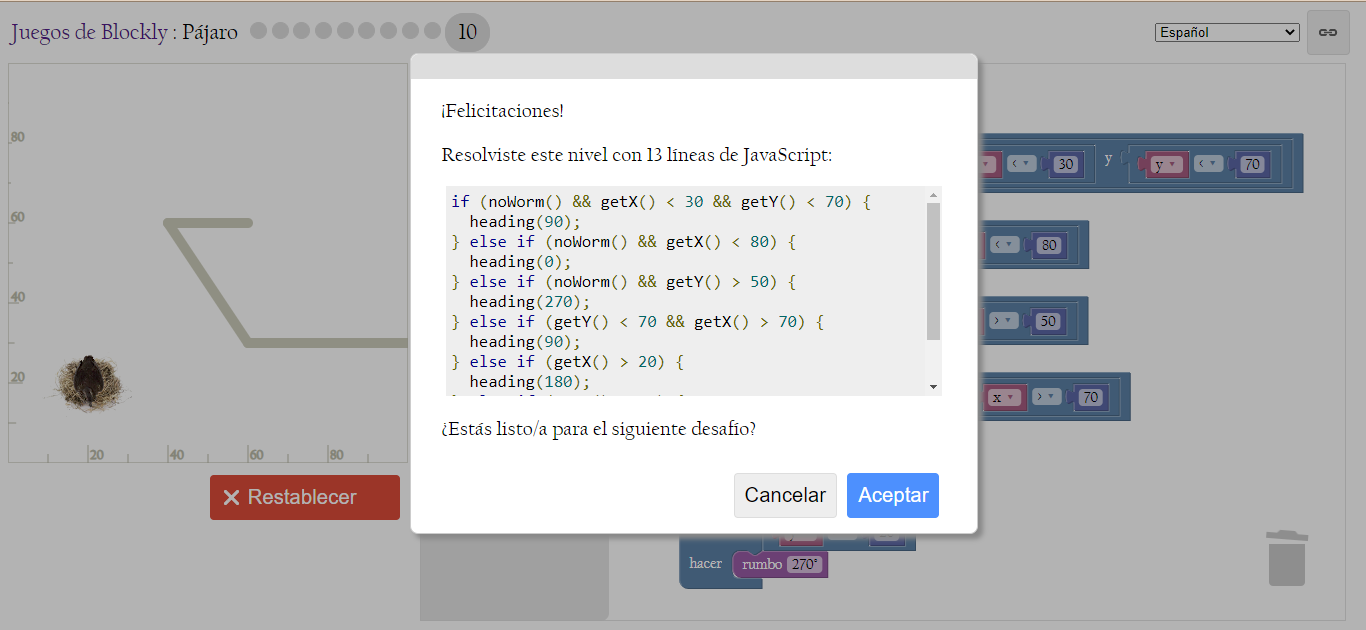 Juegos de Blockly : Pájaro 10
Español
¡Felicitaciones!
Resolviste este nivel con 13 líneas de JavaScript:
if (noWorm() && getX() < 30 && getY() < 70) {
heading(90);
} else if (noWorm() && getX() < 80) {
heading(0);
} else if (noWorm() && getY() > 50) {
heading(270);
} else if (getY() < 70 && getX() > 70) {
heading(90);
} else if (getX() > 20) {
heading(180);
¿Estás listo/a para el siguiente desafío?
Cancelar Aceptar
80
60
40
20
20 40 60 80
Restablecer
< 30 y y < 70
< 80
> 50
x > 70
hacer rumbo 270°